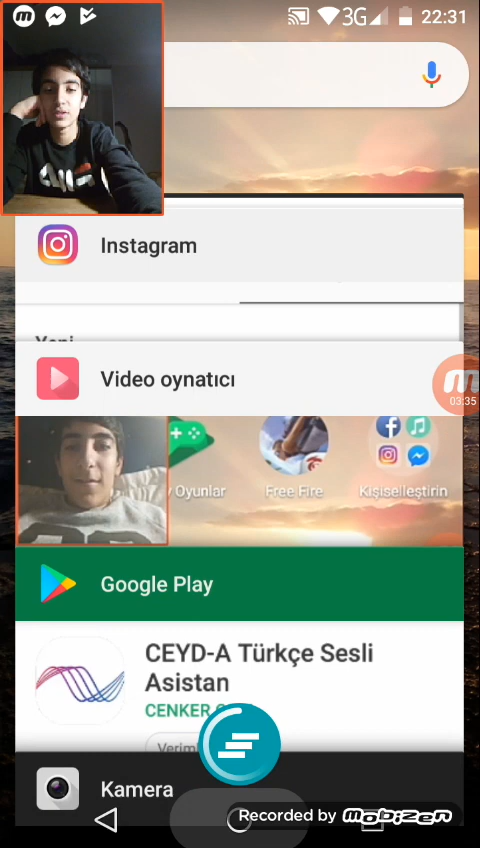 3G 22:31
Instagram
Yeni
Video oynatıcı
03:35
Oyunlar
Free Fire
Kişiselleştirin
Google Play
CEYD-A Türkçe Sesli
Asistan
CENKER
Kamera
Recorded by mobizen